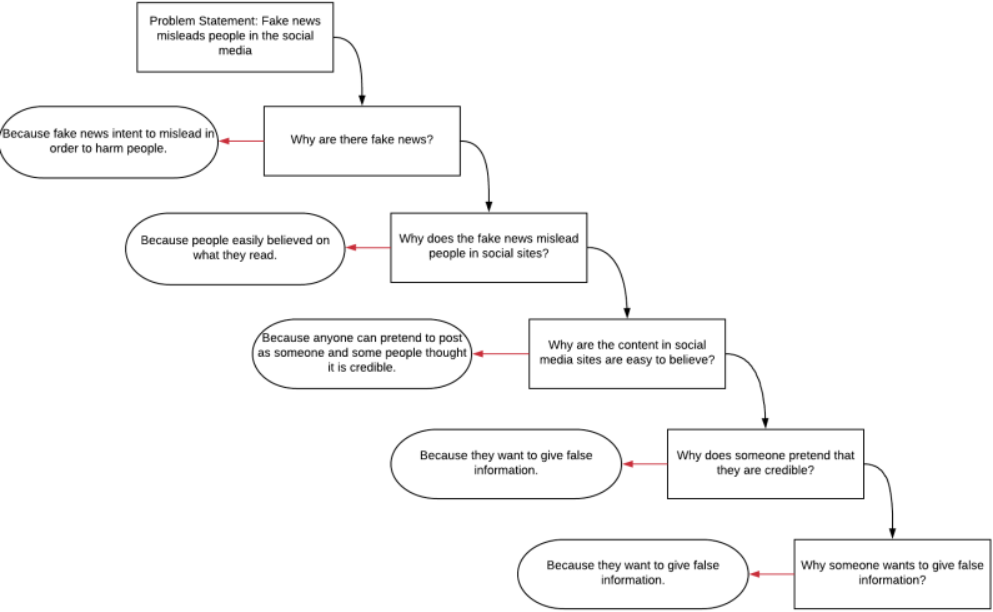 Problem Statement: Fake news
misleads people in the social
media
Because fake news intent to mislead in
order to harm people.
Why are there fake news?
Because people easily believed on
what they read.
Why does the fake news mislead
people in social sites?
Because anyone can pretend to post
as someone and some people thought
it is credible.
Why are the content in social
media sites are easy to believe?
Because they want to give false
information.
Why does someone pretend that
they are credible?
Because they want to give false
information.
Why someone wants to give false
information?